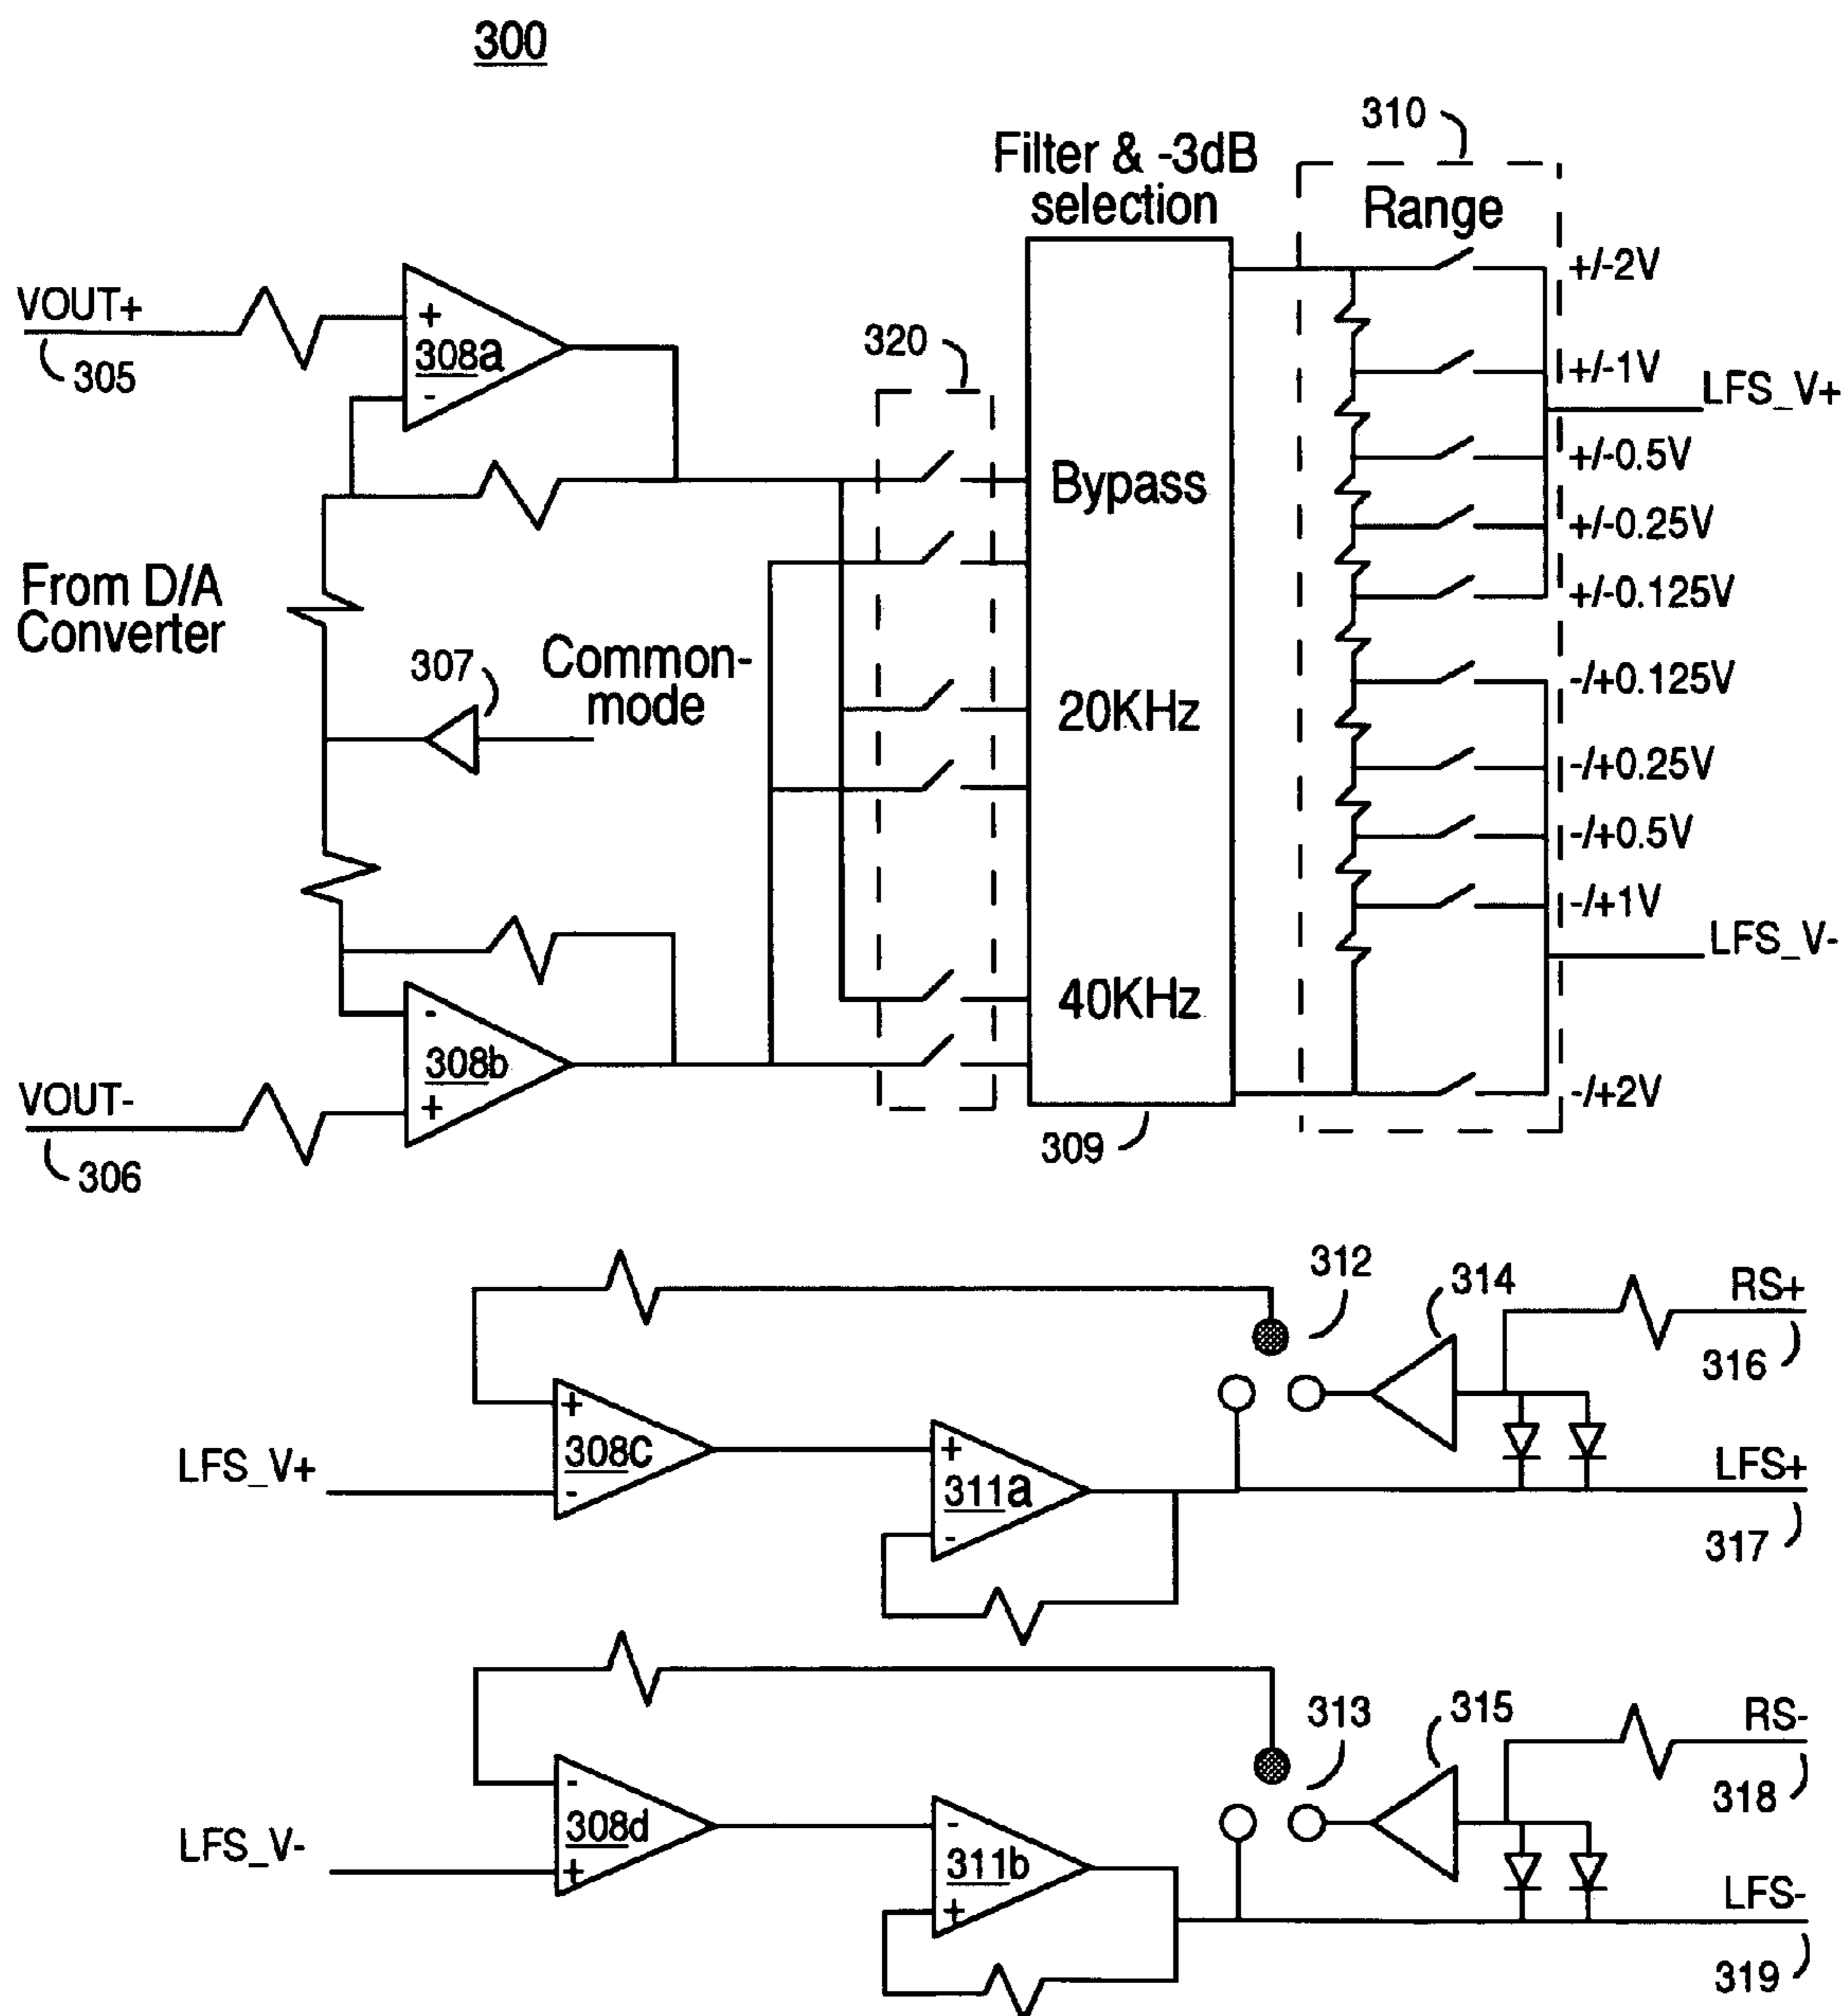 300
310
Filter & -3dB
selection
Range
+/-2V
VOUT+
305
+
308a
-
320
+/-1V
LFS_V+
+/-0.5V
Bypass
+/-0.25V
+/-0.125V
From D/A
Converter
307
Common-
mode
20KHz
-/+0.125V
-/+0.25V
-/+0.5V
-/+1V
LFS_V-
40KHz
-
308b
+
VOUT-
306
-/+2V
309
312
314
RS+
316
+
308c
-
LFS_V+
+
311a
-
LFS+
317
313
315
RS-
318
-
308d
+
LFS_V-
-
311b
+
LFS-
319